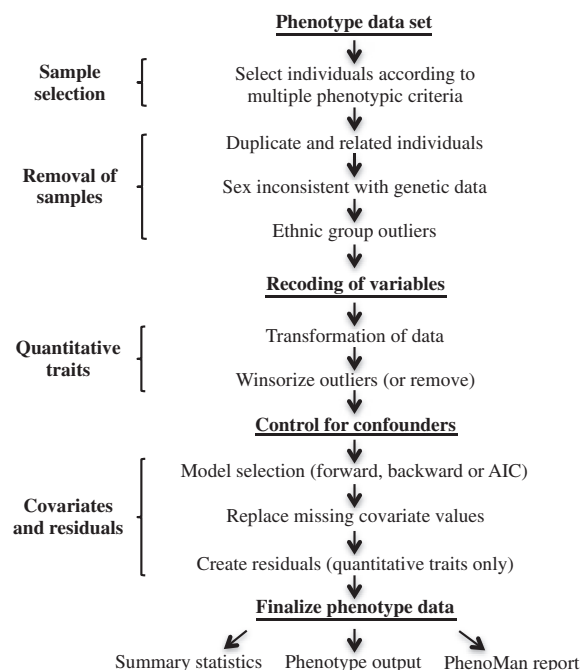 Phenotype data set
Sample
selection
Select individuals according to
multiple phenotypic criteria
Removal of
samples
Duplicate and related individuals
Sex inconsistent with genetic data
Ethnic group outliers
Recoding of variables
Quantitative
traits
Transformation of data
Winsorize outliers (or remove)
Control for confounders
Covariates
and residuals
Model selection (forward, backward or AIC)
Replace missing covariate values
Create residuals (quantitative traits only)
Finalize phenotype data
Summary statistics
Phenotype output
PhenoMan report